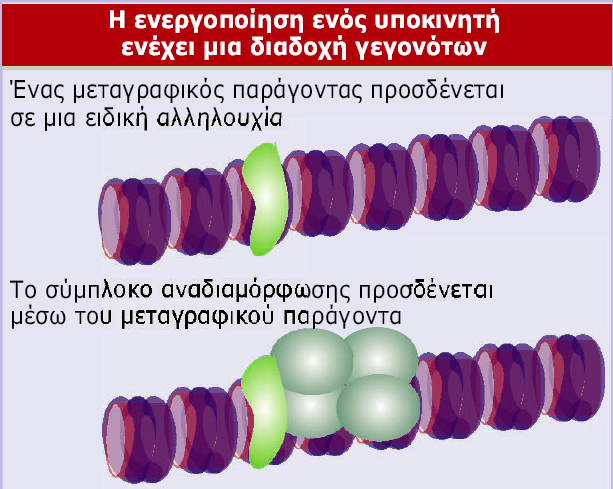 Η ενεργοποίηση ενός υποκινητή
ενέχει μια διαδοχή γεγονότων
Ένας μεταγραφικός παράγοντας προσδένεται
σε μια ειδική αλληλουχία
Το σύμπλοκο αναδιαμόρφωσης προσδένεται
μέσω του μεταγραφικού παράγοντα